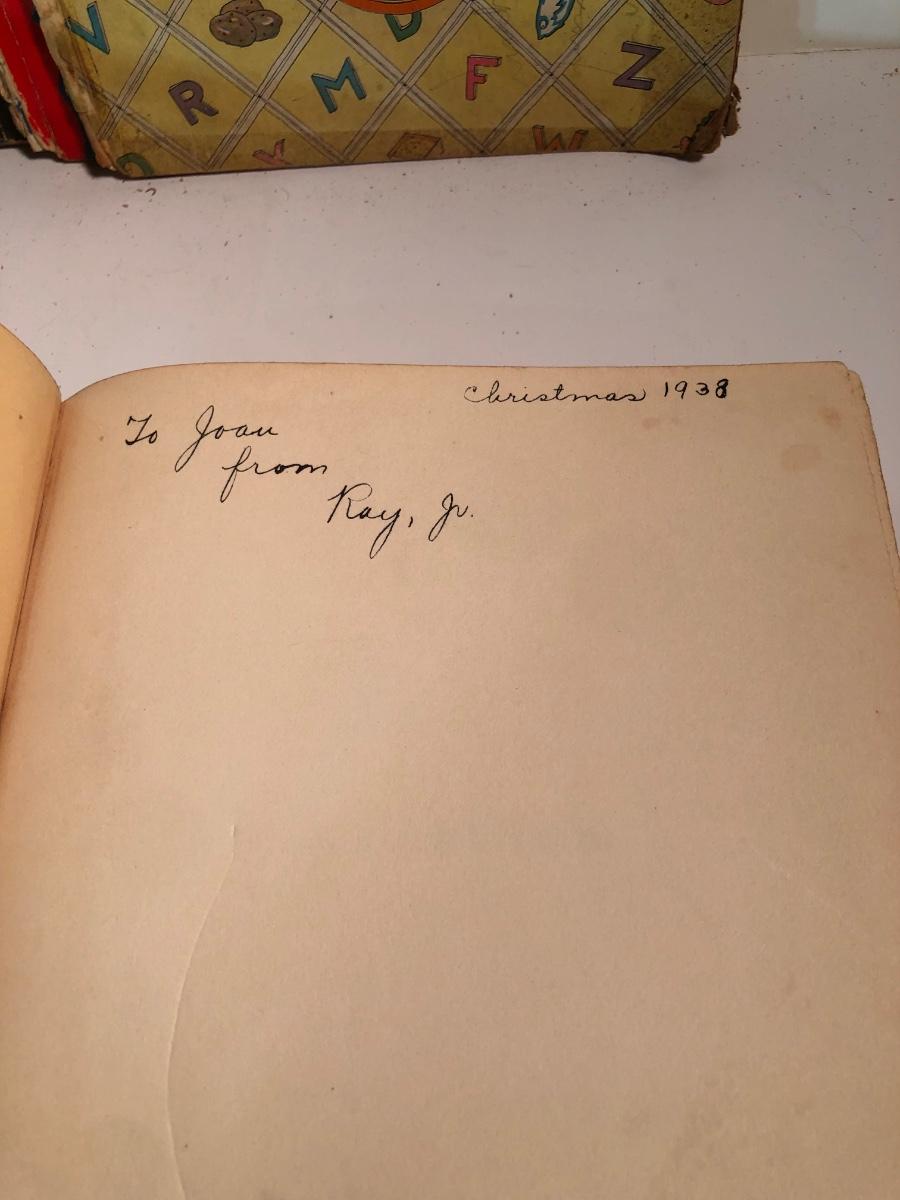 V D
R M F Z
X W
Christmas 1938
To Joan
from
Ray, Jr.